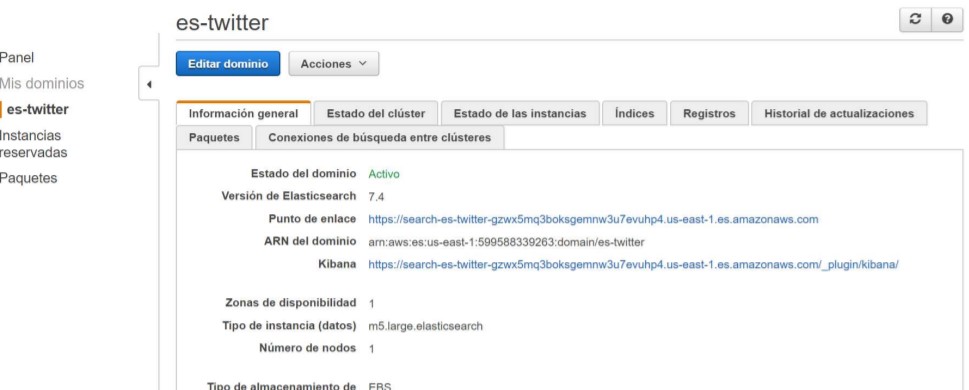 es-twitter
Panel
Mis dominios
es-twitter
Instancias
reservadas
Paquetes
Editar dominio
Acciones
Información general
Estado del clúster
Estado de las instancias
Índices
Registros
Historial de actualizaciones
Paquetes
Conexiones de búsqueda entre clústeres
Estado del dominio Activo
Versión de Elasticsearch 7.4
Punto de enlace https://search-es-twitter-gzwx5mq3boksgemnw3u7evuhp4.us-east-1.es.amazonaws.com
ARN del dominio arn:aws:es:us-east-1:599588339263:domain/es-twitter
Kibana https://search-es-twitter-gzwx5mq3boksgemnw3u7evuhp4.us-east-1.es.amazonaws.com/_plugin/kibana/
Zonas de disponibilidad 1
Tipo de instancia (datos) m5.large.elasticsearch
Número de nodos 1
Tipo de almacenamiento de EBS